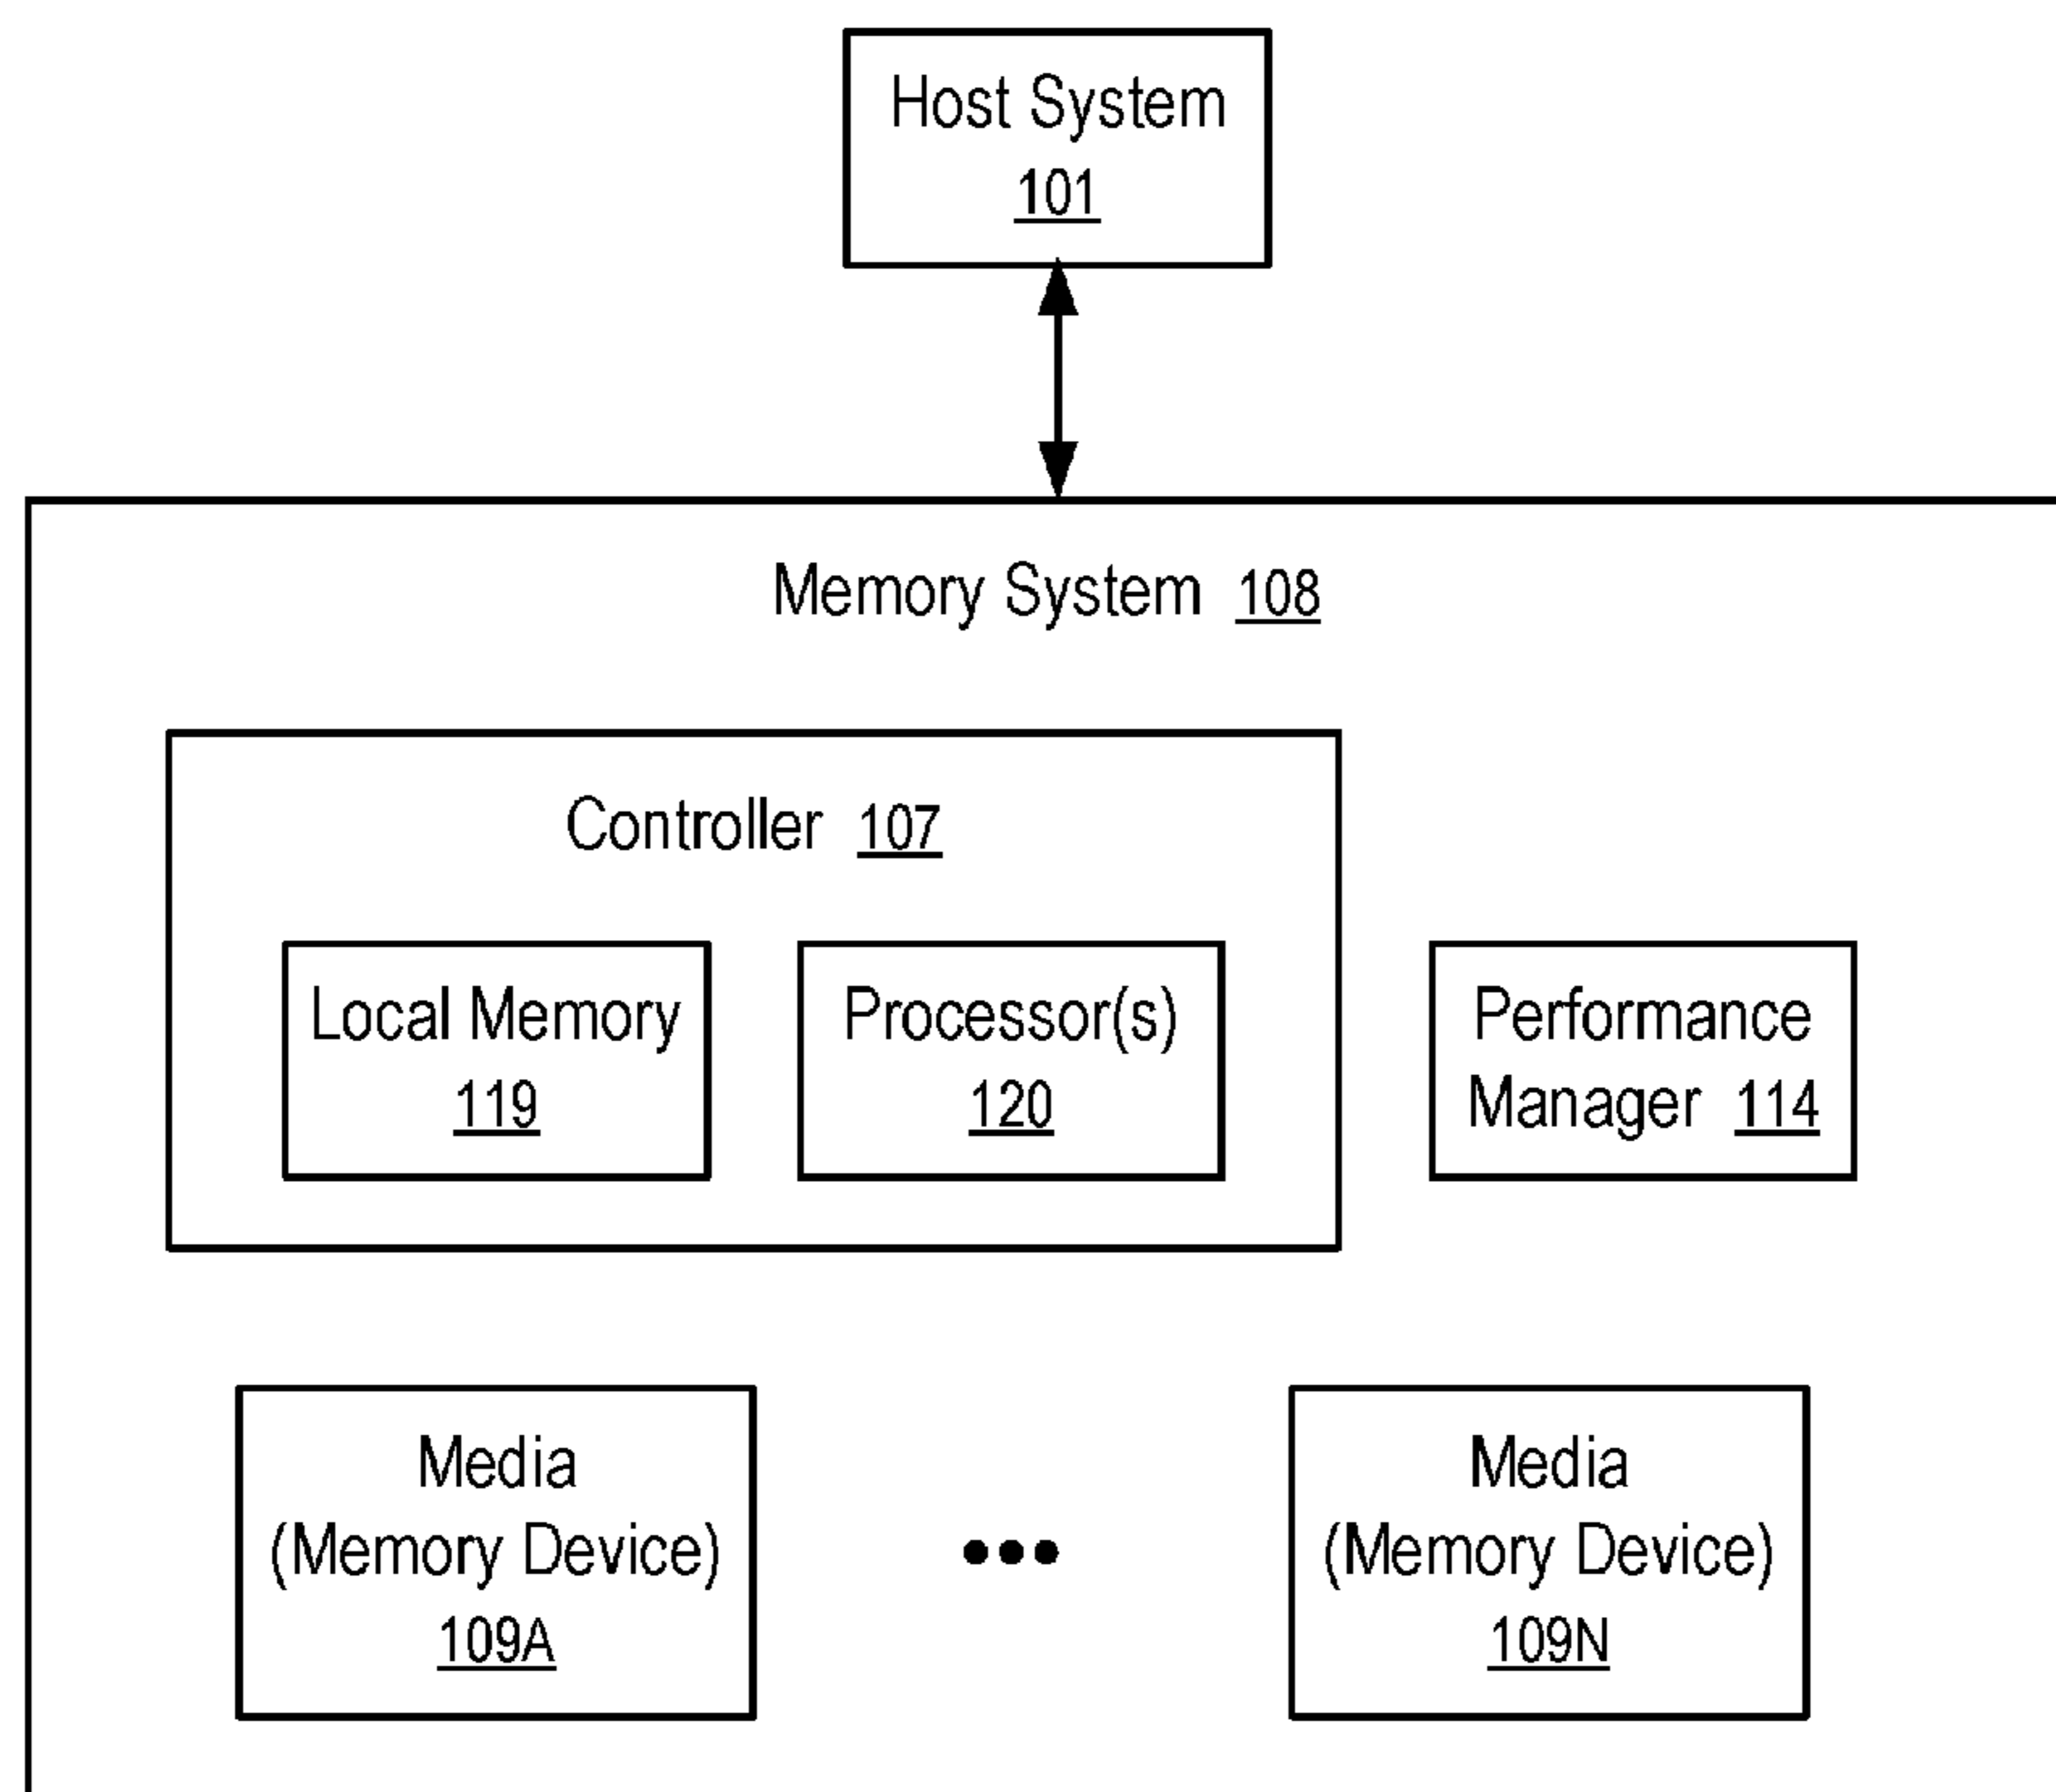 Host System
101
Memory System 108
Controller 107
Local Memory
119
Processor(s)
120
Performance
Manager 114
Media
(Memory Device)
109A
Media
(Memory Device)
109N